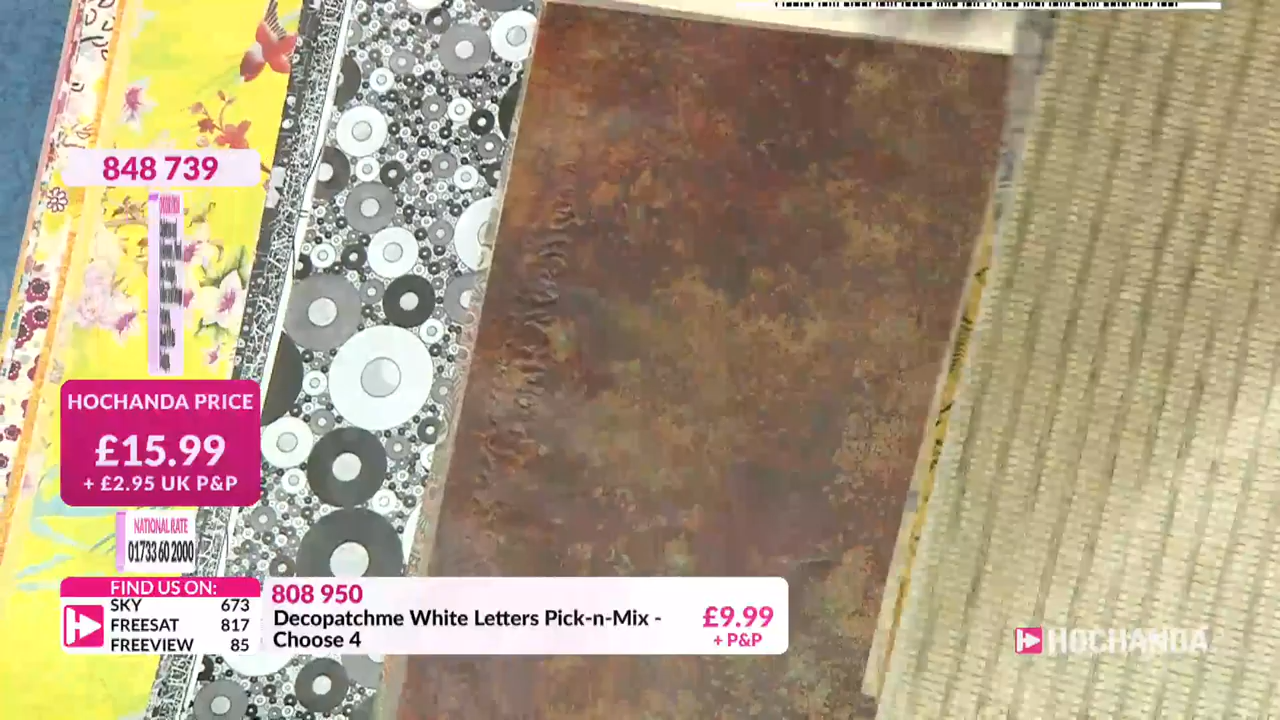 848 739
HOCHANDA PRICE
£15.99
+ £2.95 UK P&P
NATIONAL RATE
01733 60 2000
FIND US ON:
SKY 673
FREESAT 817
FREEVIEW 85
808 950
Decopatchme White Letters Pick-n-Mix -
Choose 4
£9.99
+ P&P
HOCHANDA